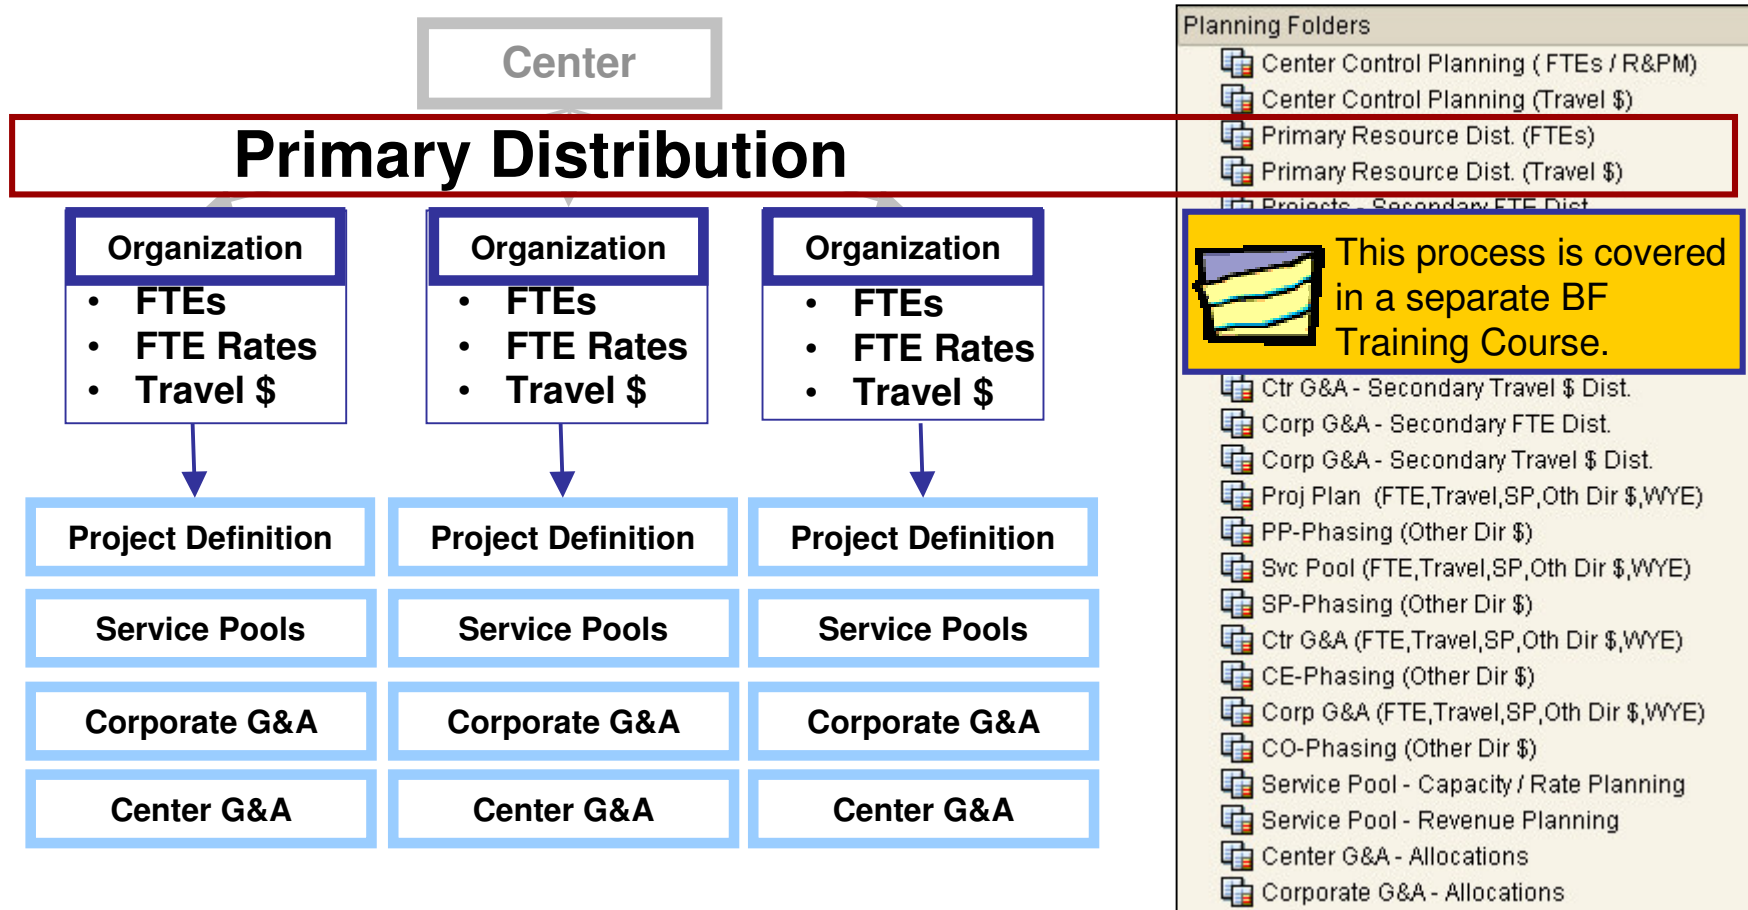 Center
Primary Distribution
Organization
• FTEs
• FTE Rates
• Travel $
Organization
• FTEs
• FTE Rates
• Travel $
Organization
• FTEs
• FTE Rates
• Travel $
Project Definition
Project Definition
Project Definition
Service Pools
Service Pools
Service Pools
Corporate G&A
Corporate G&A
Corporate G&A
Center G&A
Center G&A
Center G&A
Planning Folders
Center Control Planning ( FTEs / R&PM)
Center Control Planning (Travel $)
Primary Resource Dist. (FTEs)
Primary Resource Dist. (Travel $)
Projects - Secondary FTE Dist.
This process is covered
in a separate BF
Training Course.
Ctr G&A - Secondary Travel $ Dist.
Corp G&A - Secondary FTE Dist.
Corp G&A - Secondary Travel $ Dist.
Proj Plan (FTE,Travel,SP,Oth Dir $,WYE)
PP-Phasing (Other Dir $)
Svc Pool (FTE,Travel,SP,Oth Dir $,WYE)
SP-Phasing (Other Dir $)
Ctr G&A (FTE,Travel,SP,Oth Dir $,WYE)
CE-Phasing (Other Dir $)
Corp G&A (FTE,Travel,SP,Oth Dir $,WYE)
CO-Phasing (Other Dir $)
Service Pool - Capacity / Rate Planning
Service Pool - Revenue Planning
Center G&A - Allocations
Corporate G&A - Allocations